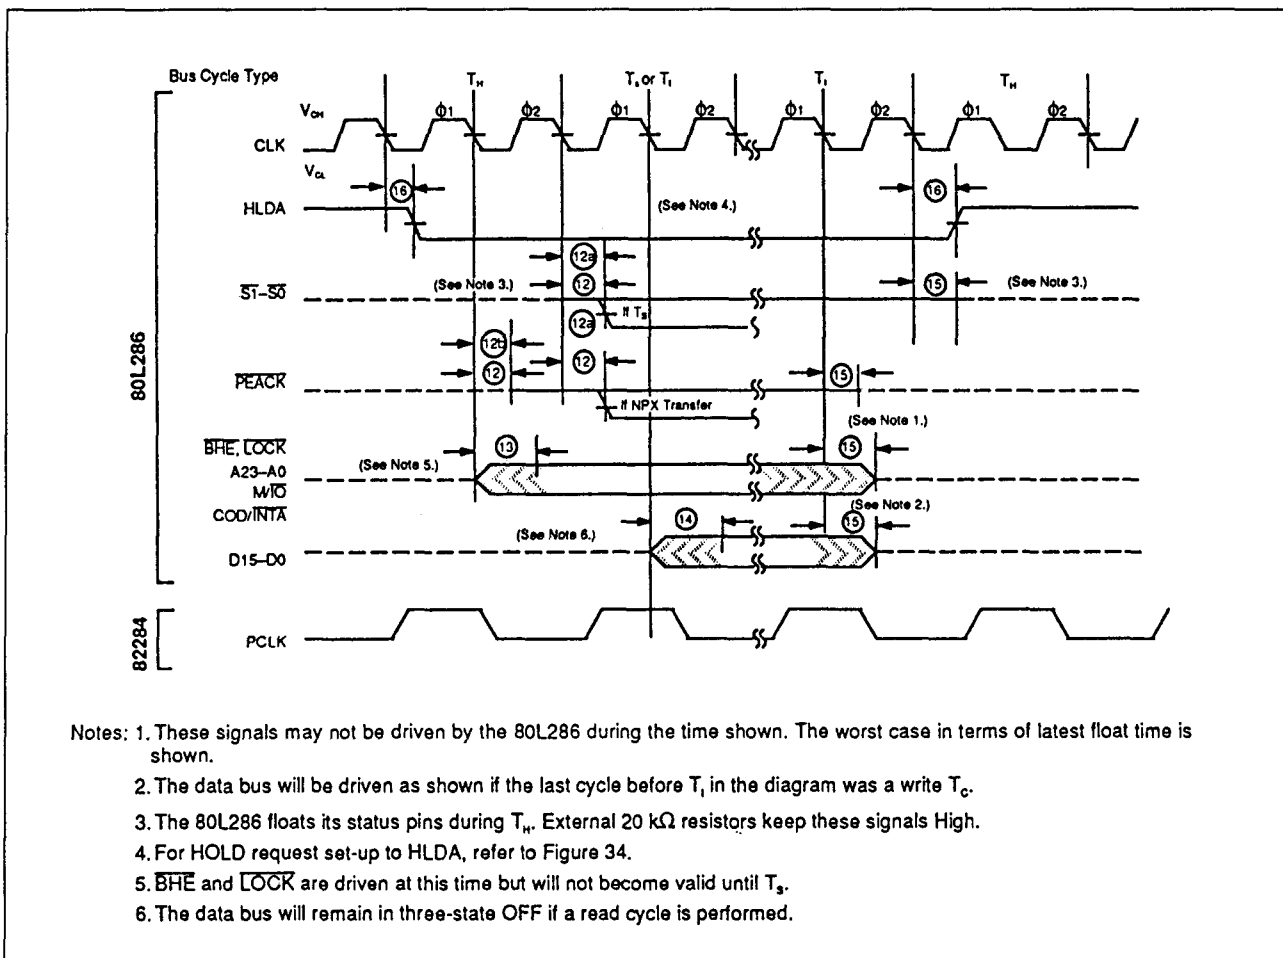 Bus Cycle Type T_H T_s or T_I T_I T_H
V_CH ϕ1 ϕ2 ϕ1 ϕ2 ϕ1 ϕ2 ϕ1 ϕ2
CLK
V_CL
16 16
HLDA (See Note 4.)
12a
(See Note 3.) 12 15 (See Note 3.)
S1–S0
12a If T_s
12b
12 12 15
PEACK
If NPX Transfer
(See Note 1.)
BHE, LOCK 13 15
(See Note 5.)
A23–A0
M/IO
(See Note 2.)
COD/INTA 14 15
(See Note 6.)
D15–D0
80L286
PCLK
82284
Notes: 1. These signals may not be driven by the 80L286 during the time shown. The worst case in terms of latest float time is
shown.
2. The data bus will be driven as shown if the last cycle before T_I in the diagram was a write T_C.
3. The 80L286 floats its status pins during T_H. External 20 kΩ resistors keep these signals High.
4. For HOLD request set-up to HLDA, refer to Figure 34.
5. BHE and LOCK are driven at this time but will not become valid until T_s.
6. The data bus will remain in three-state OFF if a read cycle is performed.